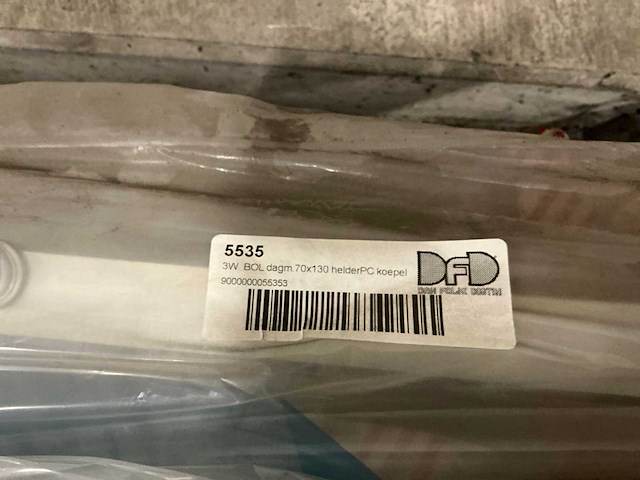 5535
3W. BOL dagm.70x130 helderPC koepel
9000000055353
DFD